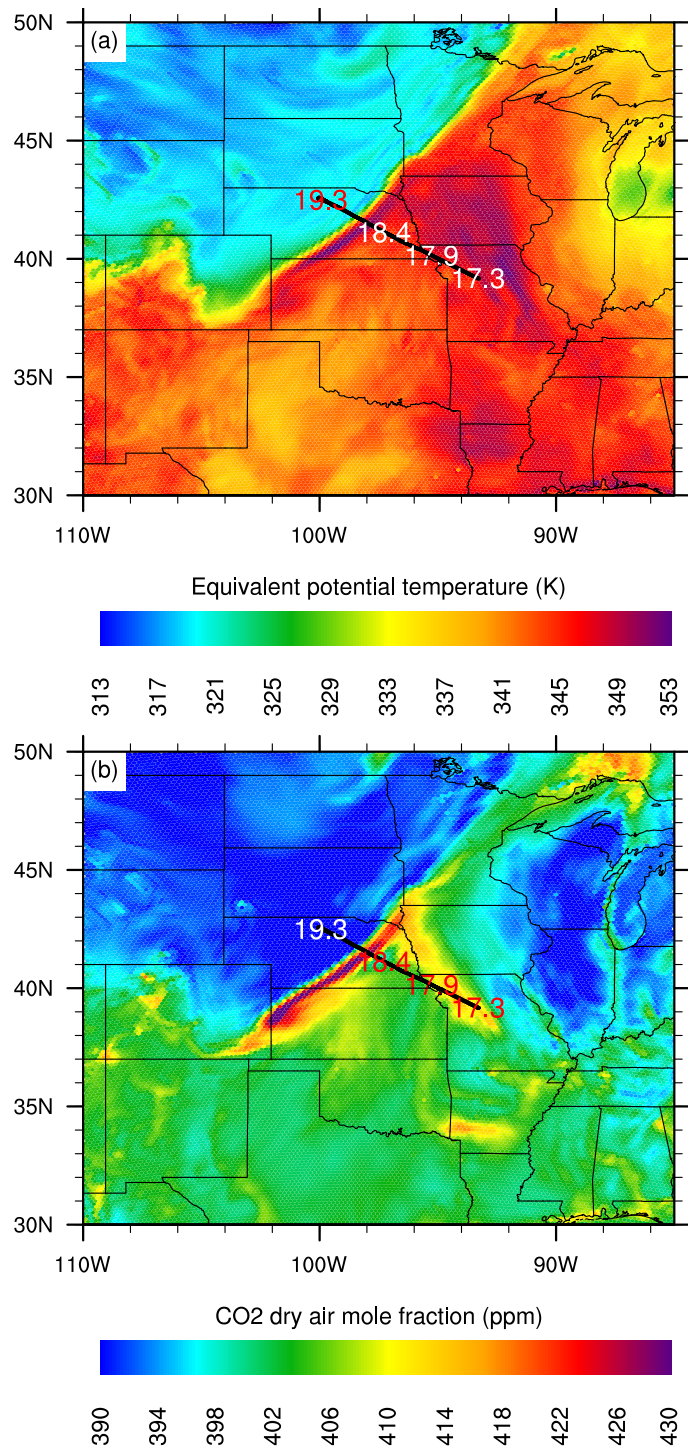 50N
(a)
45N
19.3
18.4
40N
17.9
17.3
35N
30N
110W 100W 90W
Equivalent potential temperature (K)
313 317 321 325 329 333 337 341 345 349 353
50N
(b)
45N
19.3
18.4
40N
17.9
17.3
35N
30N
110W 100W 90W
CO2 dry air mole fraction (ppm)
390 394 398 402 406 410 414 418 422 426 430